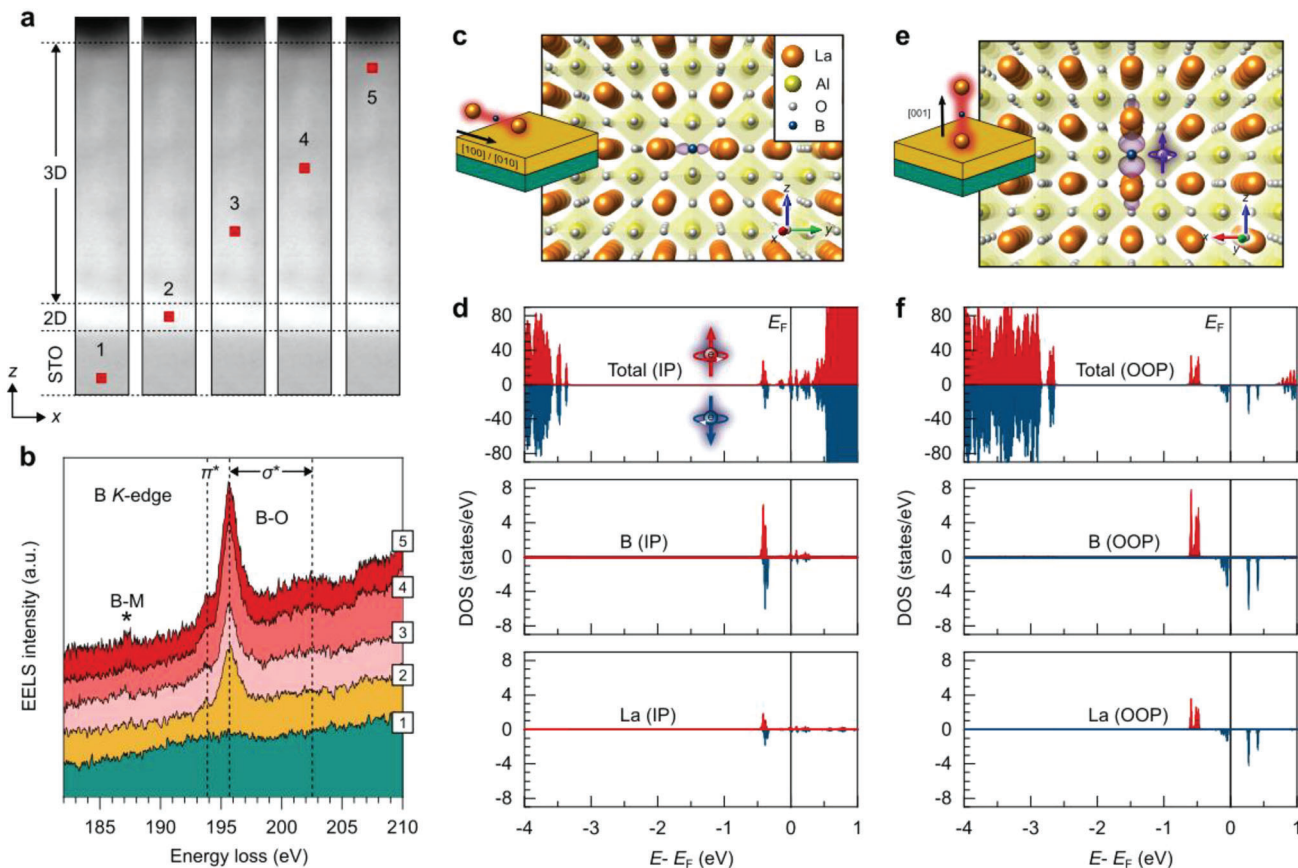 a
3D
2D
STO
1
2
3
4
5
z
x
b
B K-edge
π*
σ*
B-O
B-M
*
5
4
3
2
1
EELS intensity (a.u.)
185 190 195 200 205 210
Energy loss (eV)
c
[100] / [010]
La
Al
O
B
z
x
y
e
[001]
z
x
y
d
80
40
0
-40
-80
Total (IP)
e
e
E_F
8
4
0
-4
-8
B (IP)
DOS (states/eV)
8
4
0
-4
-8
La (IP)
-4 -3 -2 -1 0 1
E- E_F (eV)
f
80
40
0
-40
-80
Total (OOP)
E_F
8
4
0
-4
-8
B (OOP)
DOS (states/eV)
8
4
0
-4
-8
La (OOP)
-4 -3 -2 -1 0 1
E- E_F (eV)